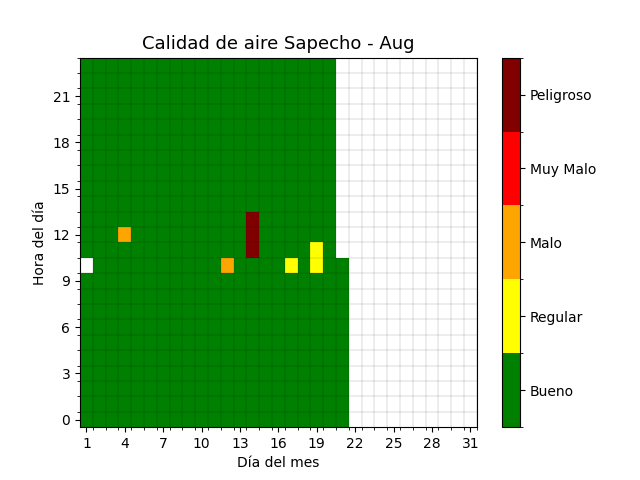 Calidad de aire Sapecho - Aug
Hora del día
21
18
15
12
9
6
3
0
1 4 7 10 13 16 19 22 25 28 31
Día del mes
Peligroso
Muy Malo
Malo
Regular
Bueno